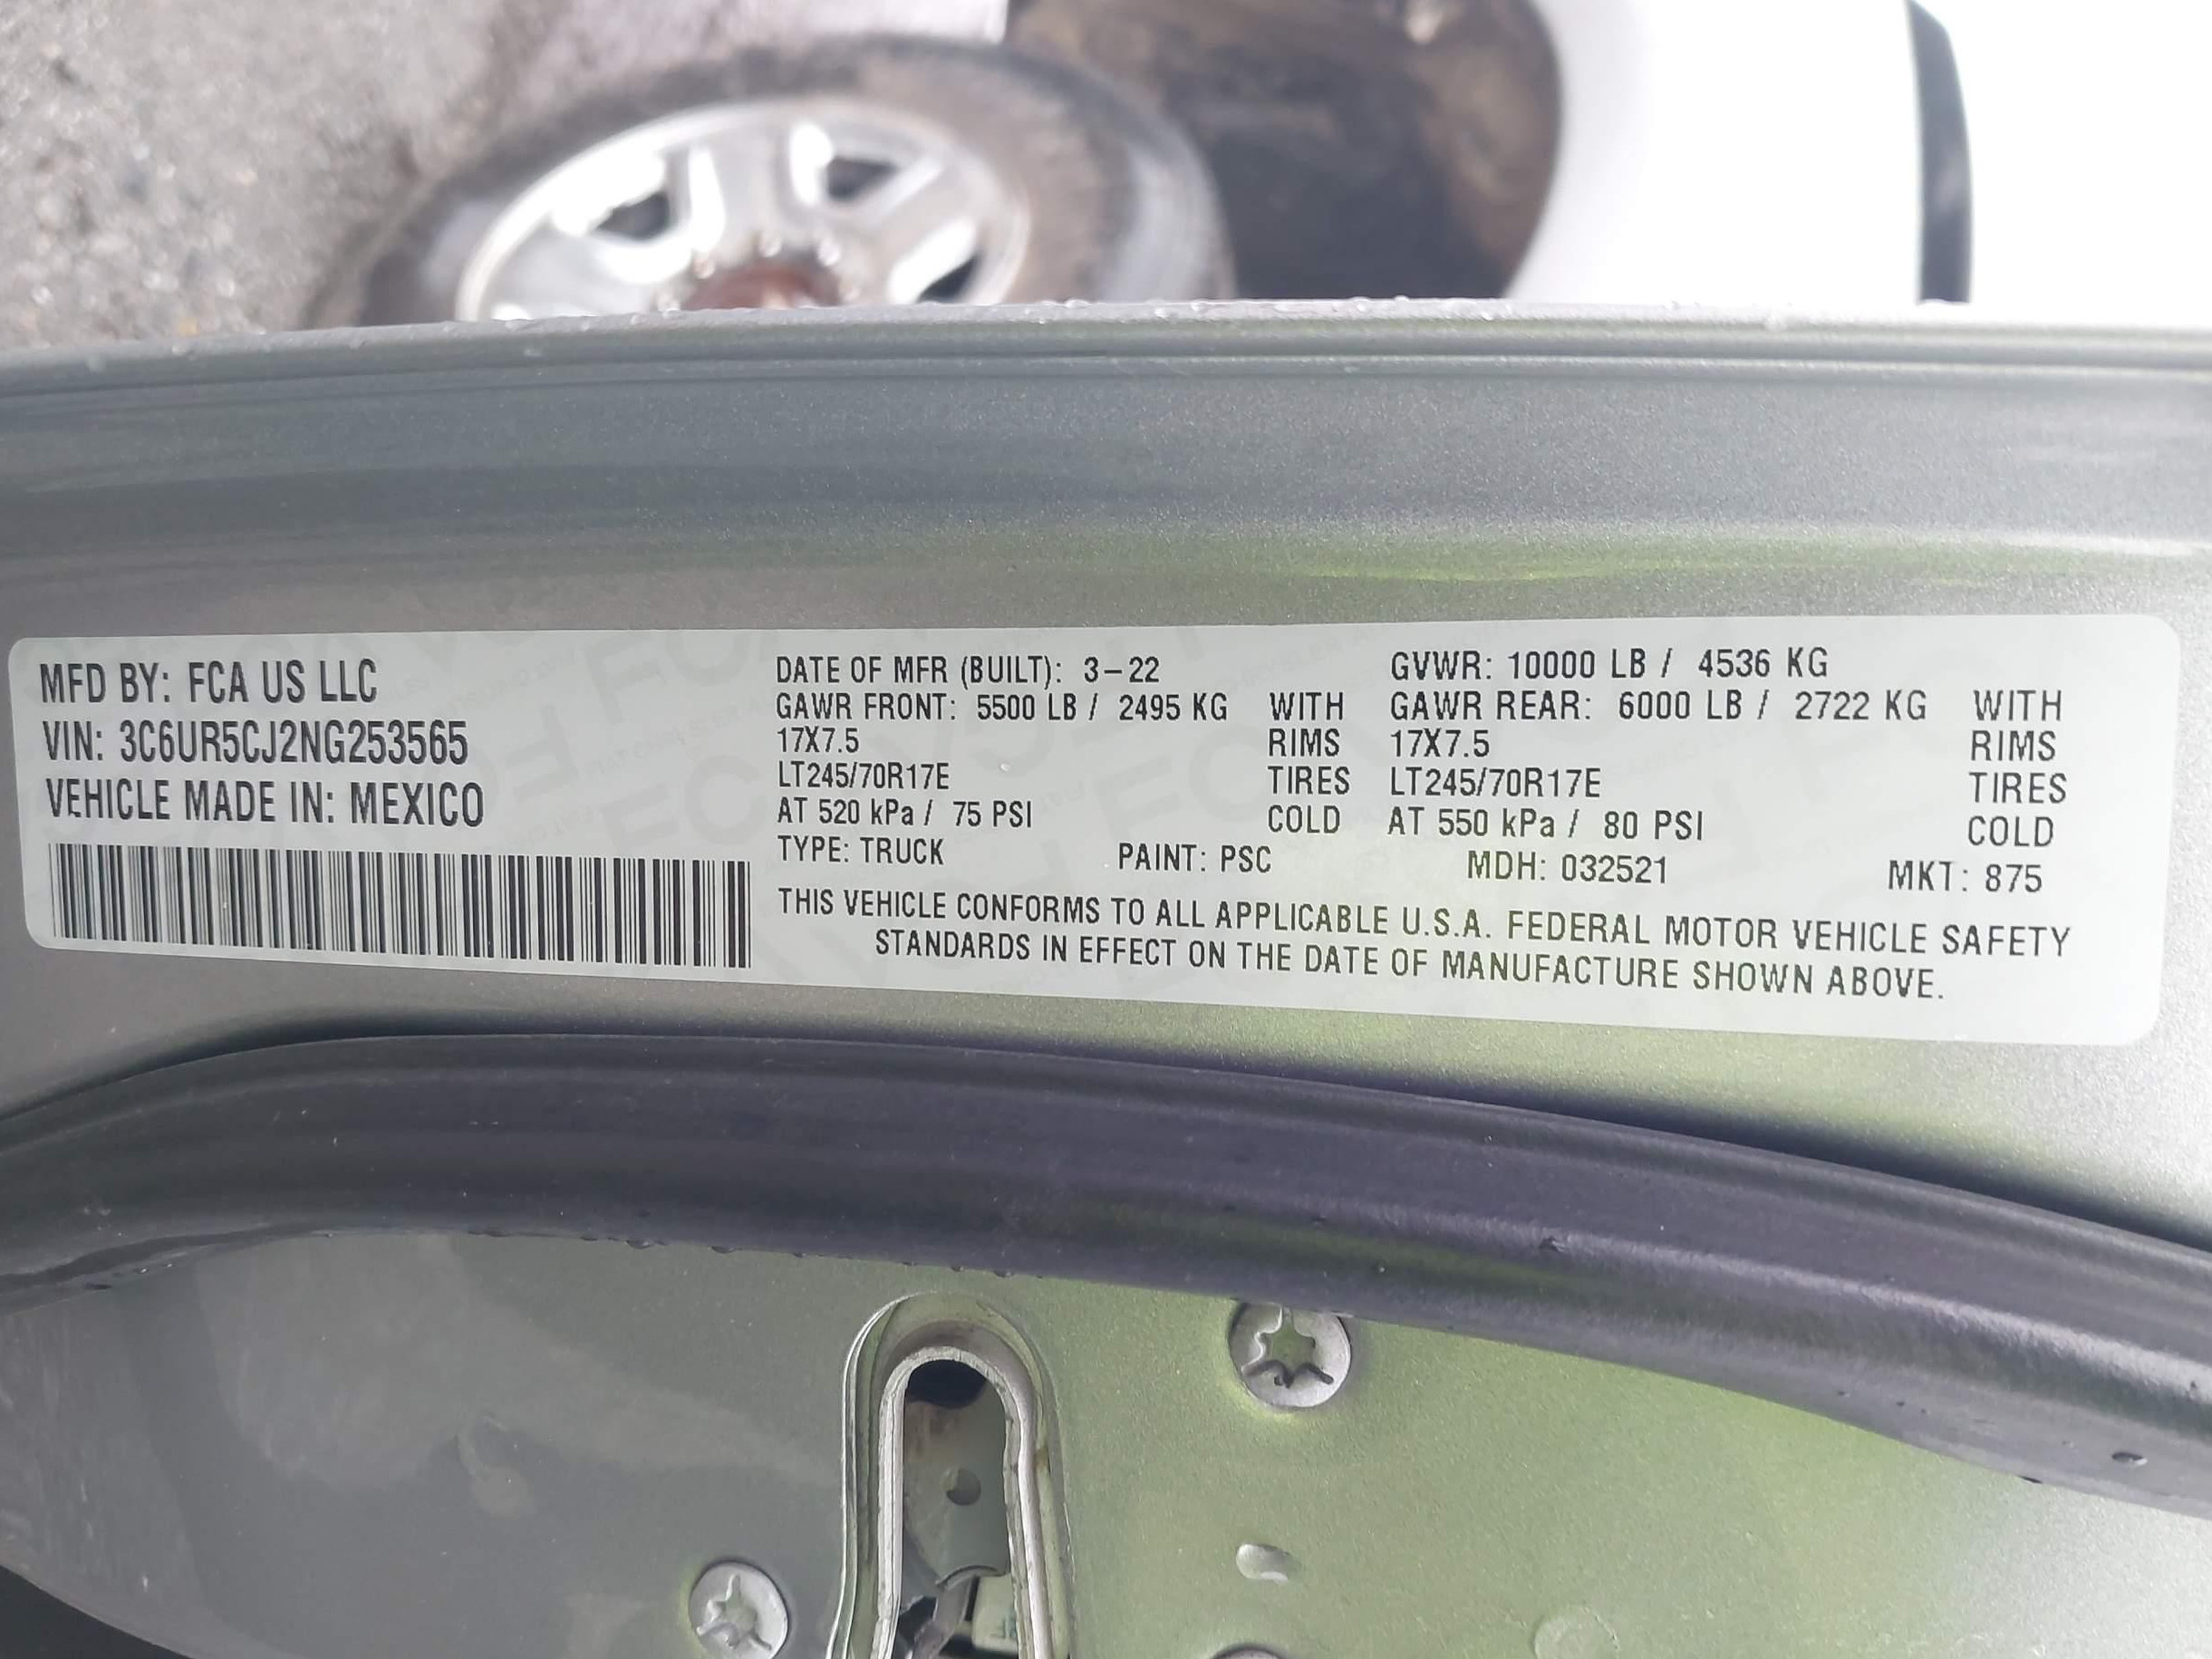 MFD BY: FCA US LLC
VIN: 3C6UR5CJ2NG253565
VEHICLE MADE IN: MEXICO
DATE OF MFR (BUILT): 3-22 GVWR: 10000 LB / 4536 KG
GAWR FRONT: 5500 LB / 2495 KG WITH GAWR REAR: 6000 LB / 2722 KG WITH
17X7.5 RIMS 17X7.5 RIMS
LT245/70R17E TIRES LT245/70R17E TIRES
AT 520 kPa / 75 PSI COLD AT 550 kPa / 80 PSI COLD
TYPE: TRUCK PAINT: PSC MDH: 032521 MKT: 875
THIS VEHICLE CONFORMS TO ALL APPLICABLE U.S.A. FEDERAL MOTOR VEHICLE SAFETY
STANDARDS IN EFFECT ON THE DATE OF MANUFACTURE SHOWN ABOVE.